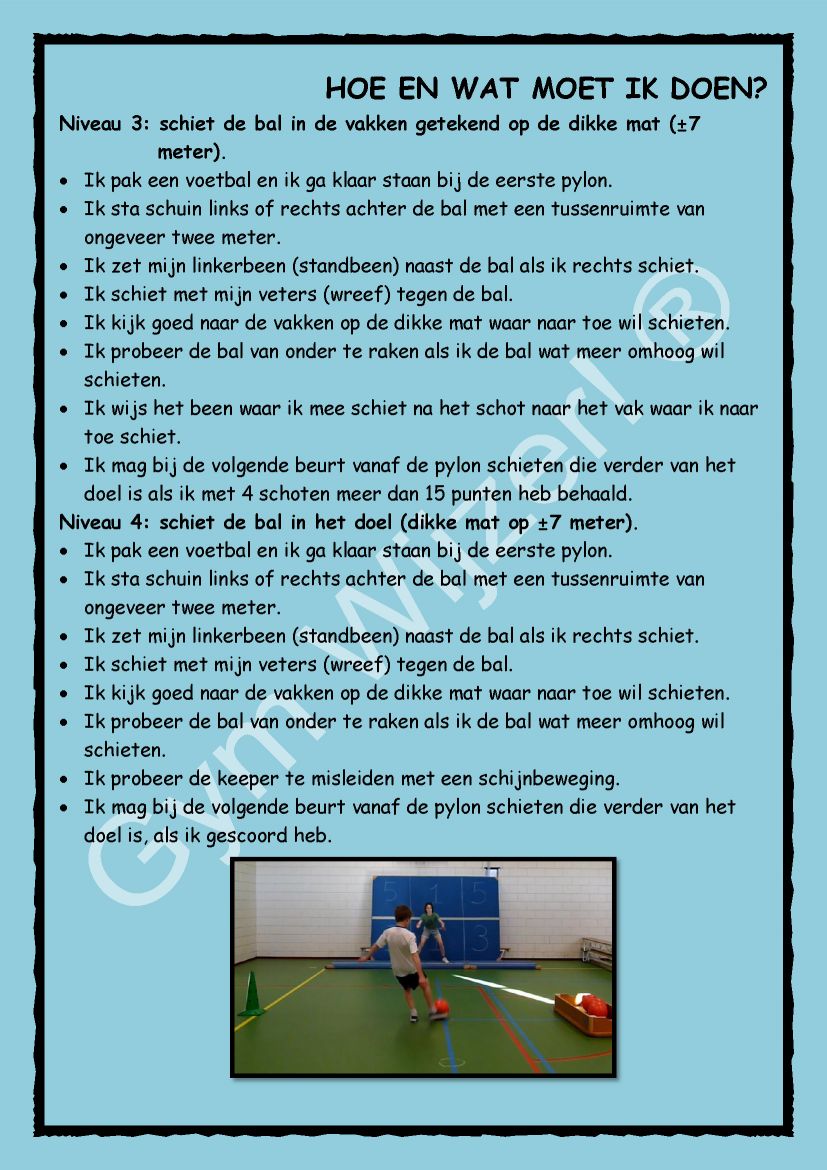 HOE EN WAT MOET IK DOEN?
Niveau 3: schiet de bal in de vakken getekend op de dikke mat (±7
meter).
• Ik pak een voetbal en ik ga klaar staan bij de eerste pylon.
• Ik sta schuin links of rechts achter de bal met een tussenruimte van
ongeveer twee meter.
• Ik zet mijn linkerbeen (standbeen) naast de bal als ik rechts schiet.
• Ik schiet met mijn veters (wreef) tegen de bal.
• Ik kijk goed naar de vakken op de dikke mat waar naar toe wil schieten.
• Ik probeer de bal van onder te raken als ik de bal wat meer omhoog wil
schieten.
• Ik wijs het been waar ik mee schiet na het schot naar het vak waar ik naar
toe schiet.
• Ik mag bij de volgende beurt vanaf de pylon schieten die verder van het
doel is als ik met 4 schoten meer dan 15 punten heb behaald.
Niveau 4: schiet de bal in het doel (dikke mat op ±7 meter).
• Ik pak een voetbal en ik ga klaar staan bij de eerste pylon.
• Ik sta schuin links of rechts achter de bal met een tussenruimte van
ongeveer twee meter.
• Ik zet mijn linkerbeen (standbeen) naast de bal als ik rechts schiet.
• Ik schiet met mijn veters (wreef) tegen de bal.
• Ik kijk goed naar de vakken op de dikke mat waar naar toe wil schieten.
• Ik probeer de bal van onder te raken als ik de bal wat meer omhoog wil
schieten.
• Ik probeer de keeper te misleiden met een schijnbeweging.
• Ik mag bij de volgende beurt vanaf de pylon schieten die verder van het
doel is, als ik gescoord heb.
Gym Wijzer! ®
5 1 5
3